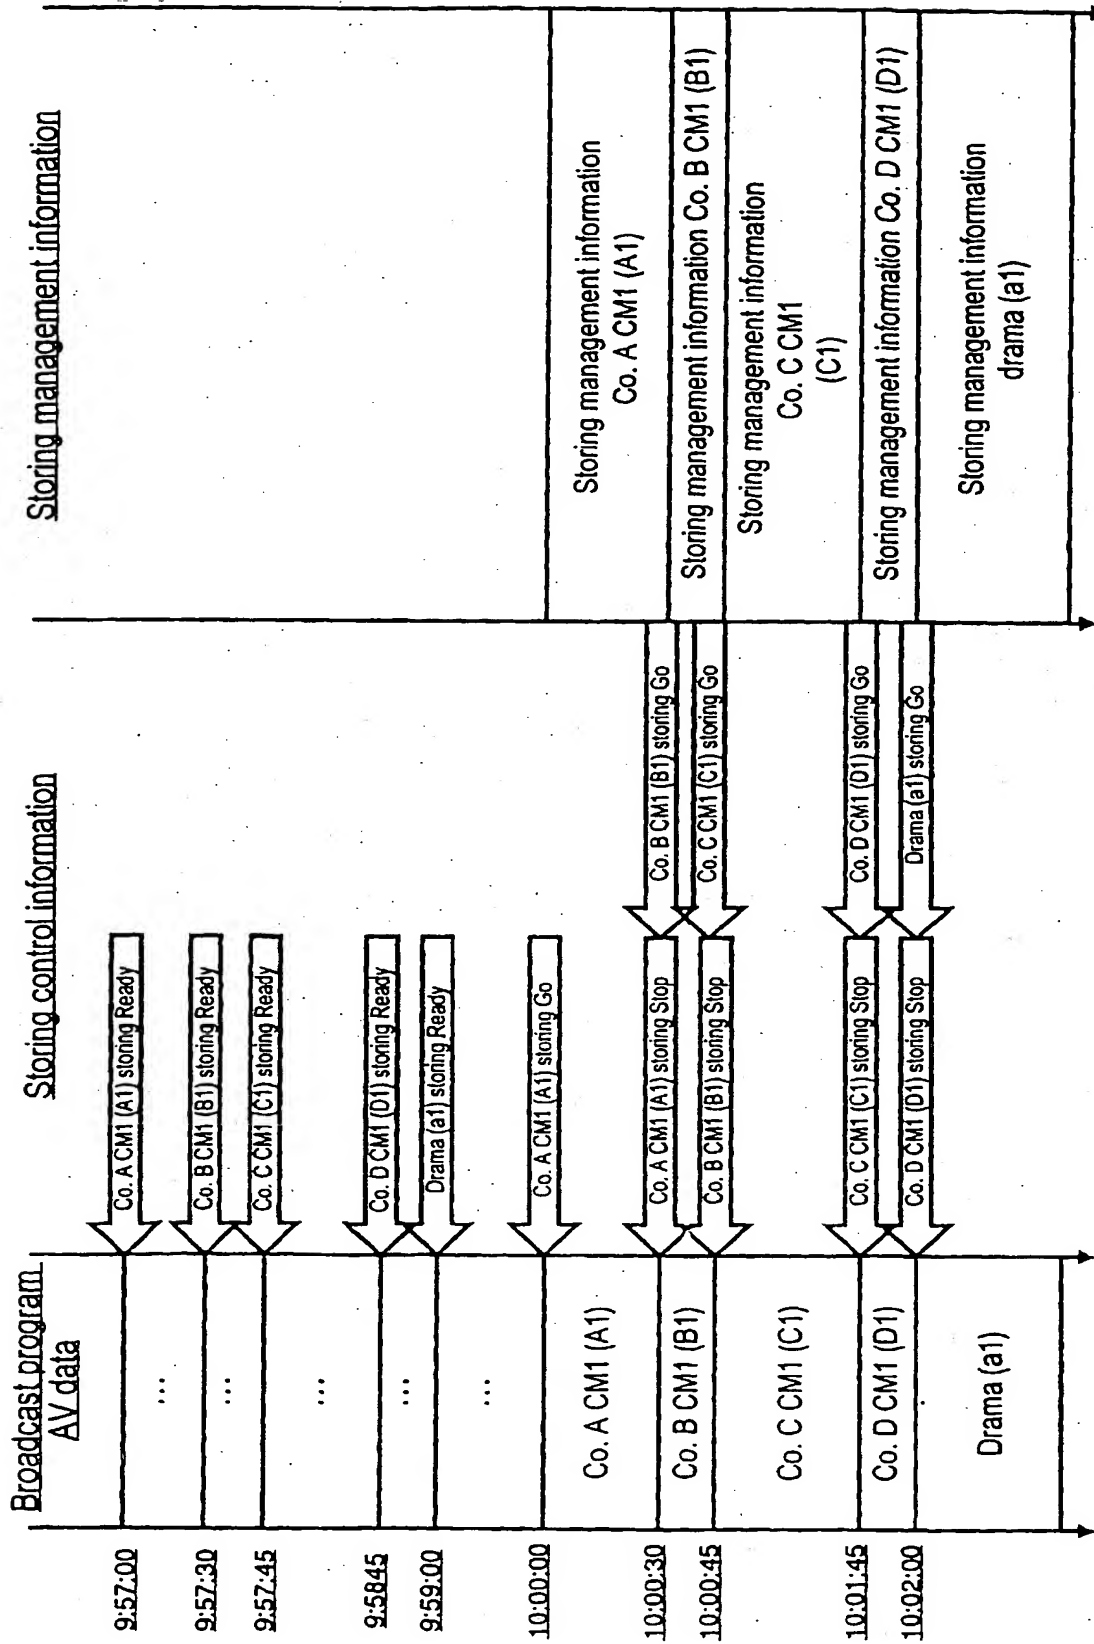 Broadcast program
AV data
Storing control information
Storing management information
9:57:00
...
Co. A CM1 (A1) storing Ready
9:57:30
...
Co. B CM1 (B1) storing Ready
9:57:45
...
Co. C CM1 (C1) storing Ready
9:5845
...
Co. D CM1 (D1) storing Ready
9:59:00
...
Drama (a1) storing Ready
10:00:00
Co. A CM1 (A1) storing Go
Co. A CM1 (A1)
Storing management information
Co. A CM1 (A1)
10:00:30
Co. A CM1 (A1) storing Stop
Co. B CM1 (B1) storing Go
Co. B CM1 (B1)
Storing management information Co. B CM1 (B1)
10:00:45
Co. B CM1 (B1) storing Stop
Co. C CM1 (C1) storing Go
Co. C CM1 (C1)
Storing management information
Co. C CM1
(C1)
10:01:45
Co. C CM1 (C1) storing Stop
Co. D CM1 (D1) storing Go
Co. D CM1 (D1)
Storing management information Co. D CM1 (D1)
10:02:00
Co. D CM1 (D1) storing Stop
Drama (a1) storing Go
Drama (a1)
Storing management information
drama (a1)